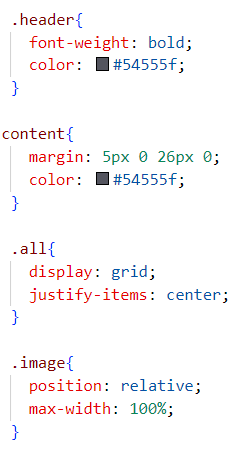 .header{
font-weight: bold;
color: #54555f;
}
content{
margin: 5px 0 26px 0;
color: #54555f;
}
.all{
display: grid;
justify-items: center;
}
.image{
position: relative;
max-width: 100%;
}